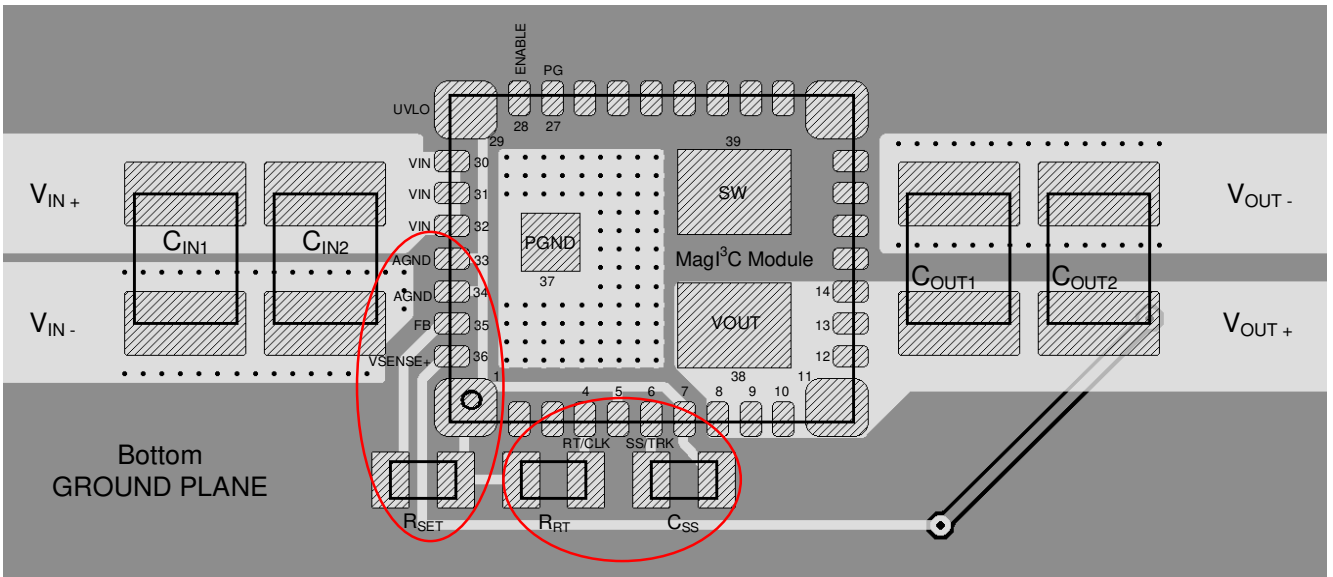 ENABLE
PG
UVLO
28 27
29
39
VIN 30
VIN 31
VIN 32
AGND 33
AGND 34
FB 35
VSENSE+ 36
1
V_IN +
V_IN -
C_IN1
C_IN2
PGND
37
SW
MagI³C Module
VOUT
38
14
13
12
11
4 5 6 7 8 9 10
RT/CLK
SS/TRK
C_OUT1
C_OUT2
V_OUT -
V_OUT +
Bottom
GROUND PLANE
R_SET
R_RT
C_SS